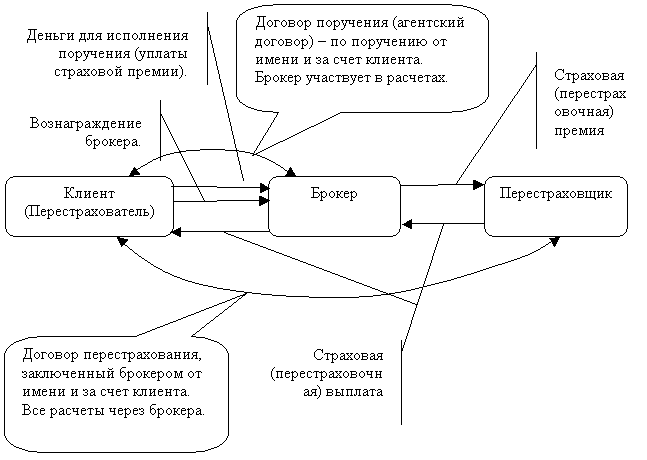 Деньги для исполнения
поручения (уплаты
страховой премии).
Договор поручения (агентский
договор) – по поручению от
имени и за счет клиента.
Брокер участвует в расчетах.
Страховая
(перестрах
овочная)
премия
Вознаграждение
брокера.
Клиент
(Перестрахователь)
Брокер
Перестраховщик
Договор перестрахования,
заключенный брокером от
имени и за счет клиента.
Все расчеты через брокера.
Страховая
(перестраховочн
ая) выплата